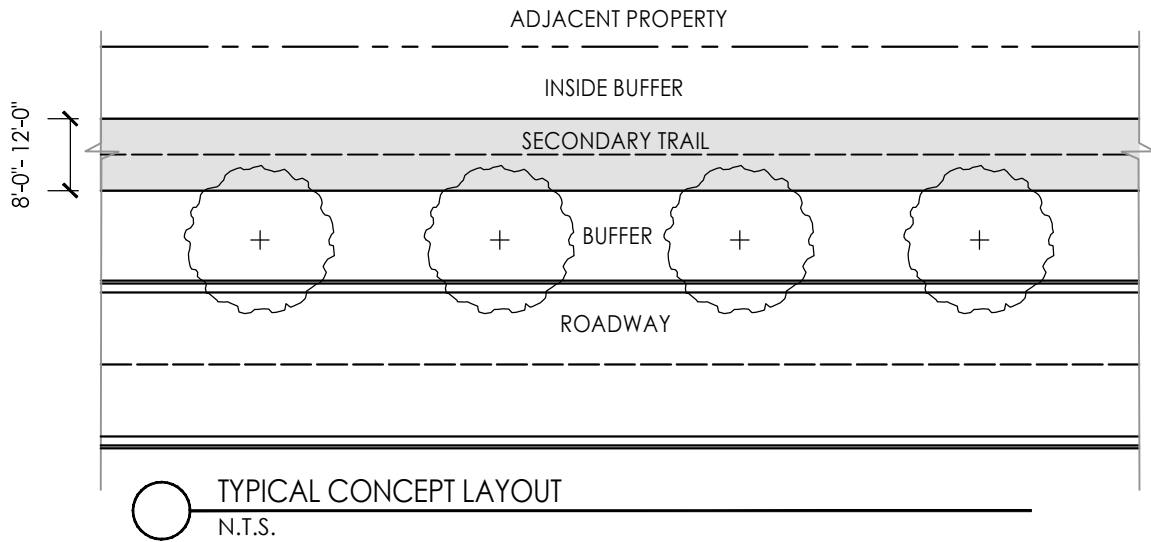 ADJACENT PROPERTY
INSIDE BUFFER
8'-0"- 12'-0"
SECONDARY TRAIL
BUFFER
ROADWAY
TYPICAL CONCEPT LAYOUT
N.T.S.